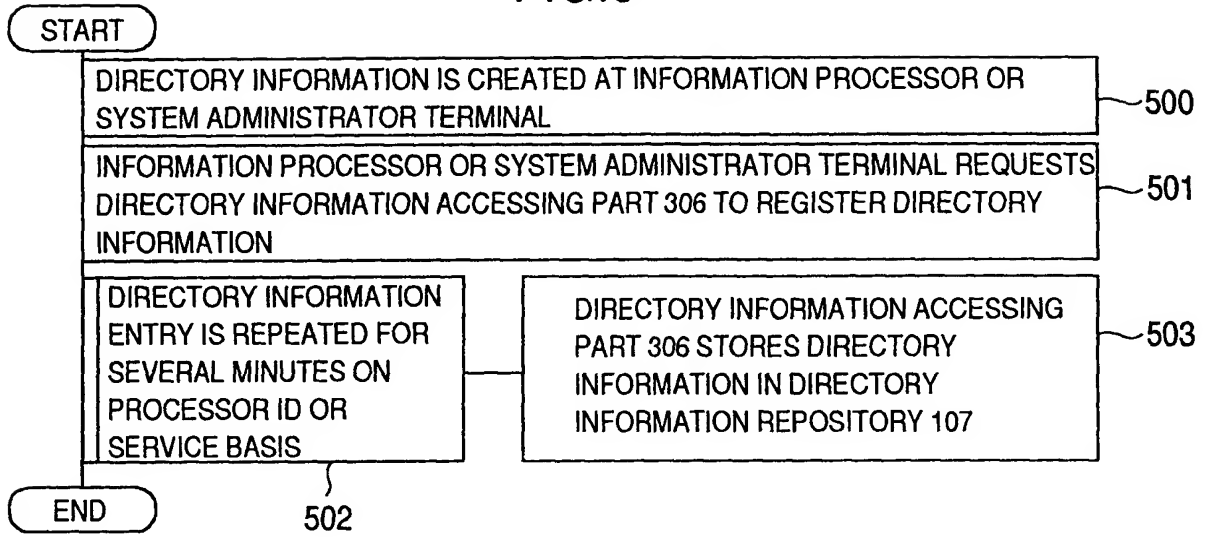 START
DIRECTORY INFORMATION IS CREATED AT INFORMATION PROCESSOR OR
SYSTEM ADMINISTRATOR TERMINAL
500
INFORMATION PROCESSOR OR SYSTEM ADMINISTRATOR TERMINAL REQUESTS
DIRECTORY INFORMATION ACCESSING PART 306 TO REGISTER DIRECTORY
INFORMATION
501
DIRECTORY INFORMATION
ENTRY IS REPEATED FOR
SEVERAL MINUTES ON
PROCESSOR ID OR
SERVICE BASIS
502
DIRECTORY INFORMATION ACCESSING
PART 306 STORES DIRECTORY
INFORMATION IN DIRECTORY
INFORMATION REPOSITORY 107
503
END